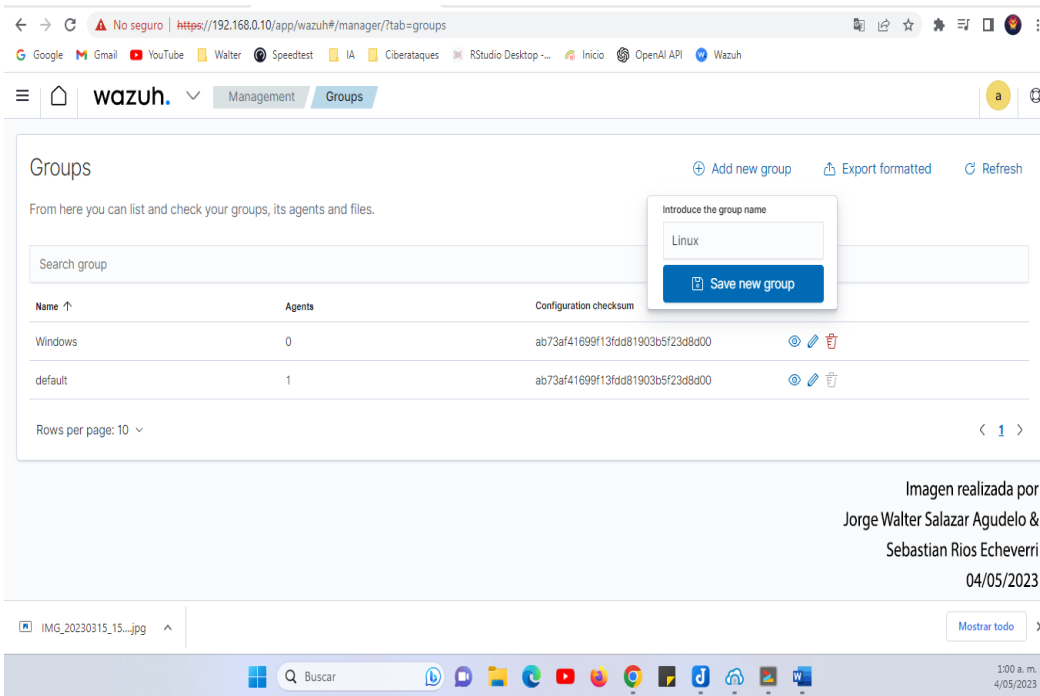 No seguro | https://192.168.0.10/app/wazuh#/manager/?tab=groups
Google Gmail YouTube Walter Speedtest IA Ciberataques RStudio Desktop -... Inicio OpenAI API Wazuh
wazuh. Management Groups a
Groups Add new group Export formatted Refresh
From here you can list and check your groups, its agents and files.
Introduce the group name
Linux
Search group
Save new group
Name Agents Configuration checksum
Windows 0 ab73af41699f13fdd81903b5f23d8d00
default 1 ab73af41699f13fdd81903b5f23d8d00
Rows per page: 10 1
Imagen realizada por
Jorge Walter Salazar Agudelo &
Sebastian Rios Echeverri
04/05/2023
IMG_20230315_15....jpg Mostrar todo
Buscar
1:00 a. m.
4/05/2023